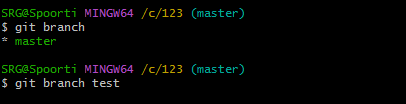 SRG@Spoorti MINGW64 /c/123 (master)
$ git branch
* master
SRG@Spoorti MINGW64 /c/123 (master)
$ git branch test